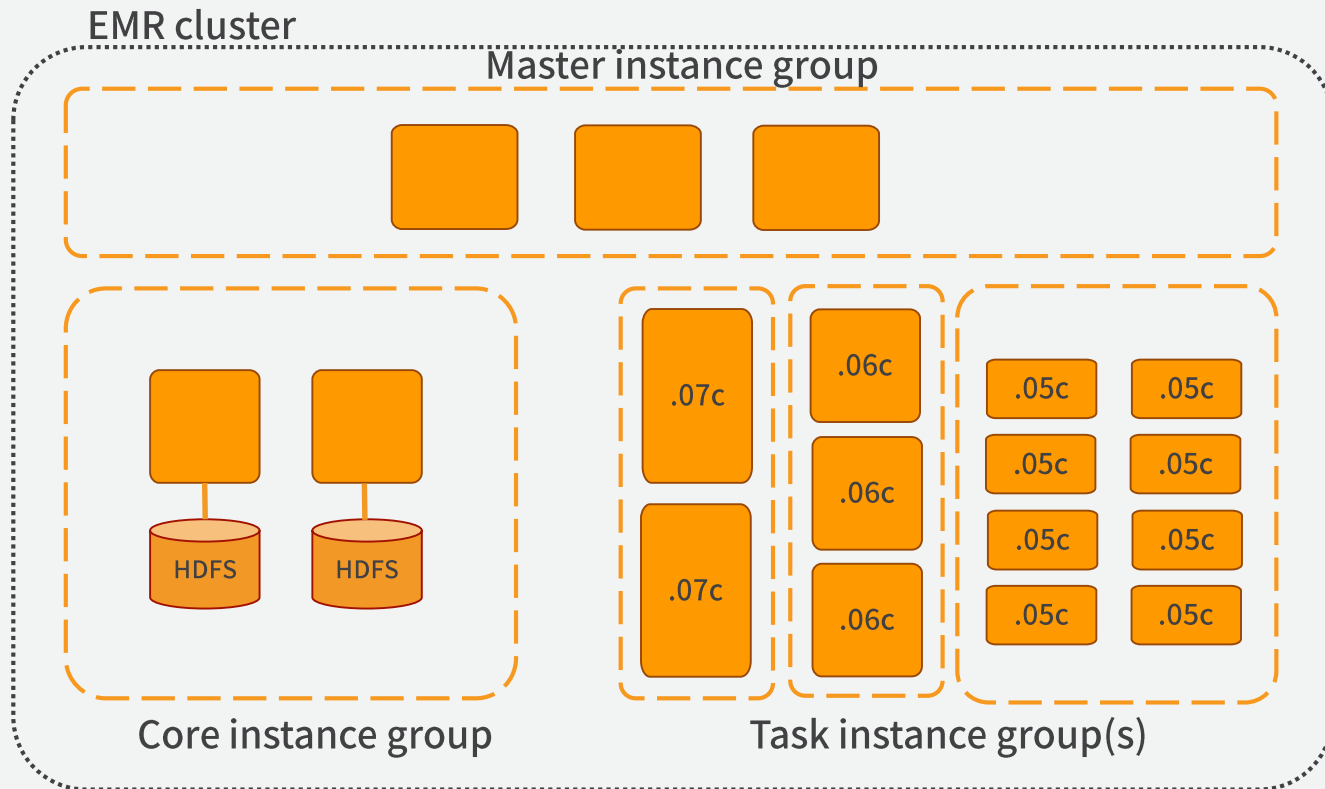 EMR cluster
Master instance group
.07c
.07c
.06c
.06c
.06c
.05c .05c
.05c .05c
.05c .05c
.05c .05c
HDFS HDFS
Core instance group
Task instance group(s)